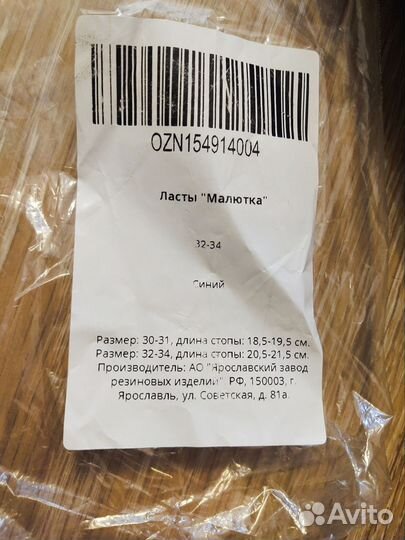 OZN154914004
Ласты "Малютка"
32-34
Синий
Размер: 30-31, длина стопы: 18,5-19,5 см.
Размер: 32-34, длина стопы: 20,5-21,5 см.
Производитель: АО "Ярославский завод
резиновых изделий". РФ, 150003, г.
Ярославль, ул. Советская, д. 81а.
Avito